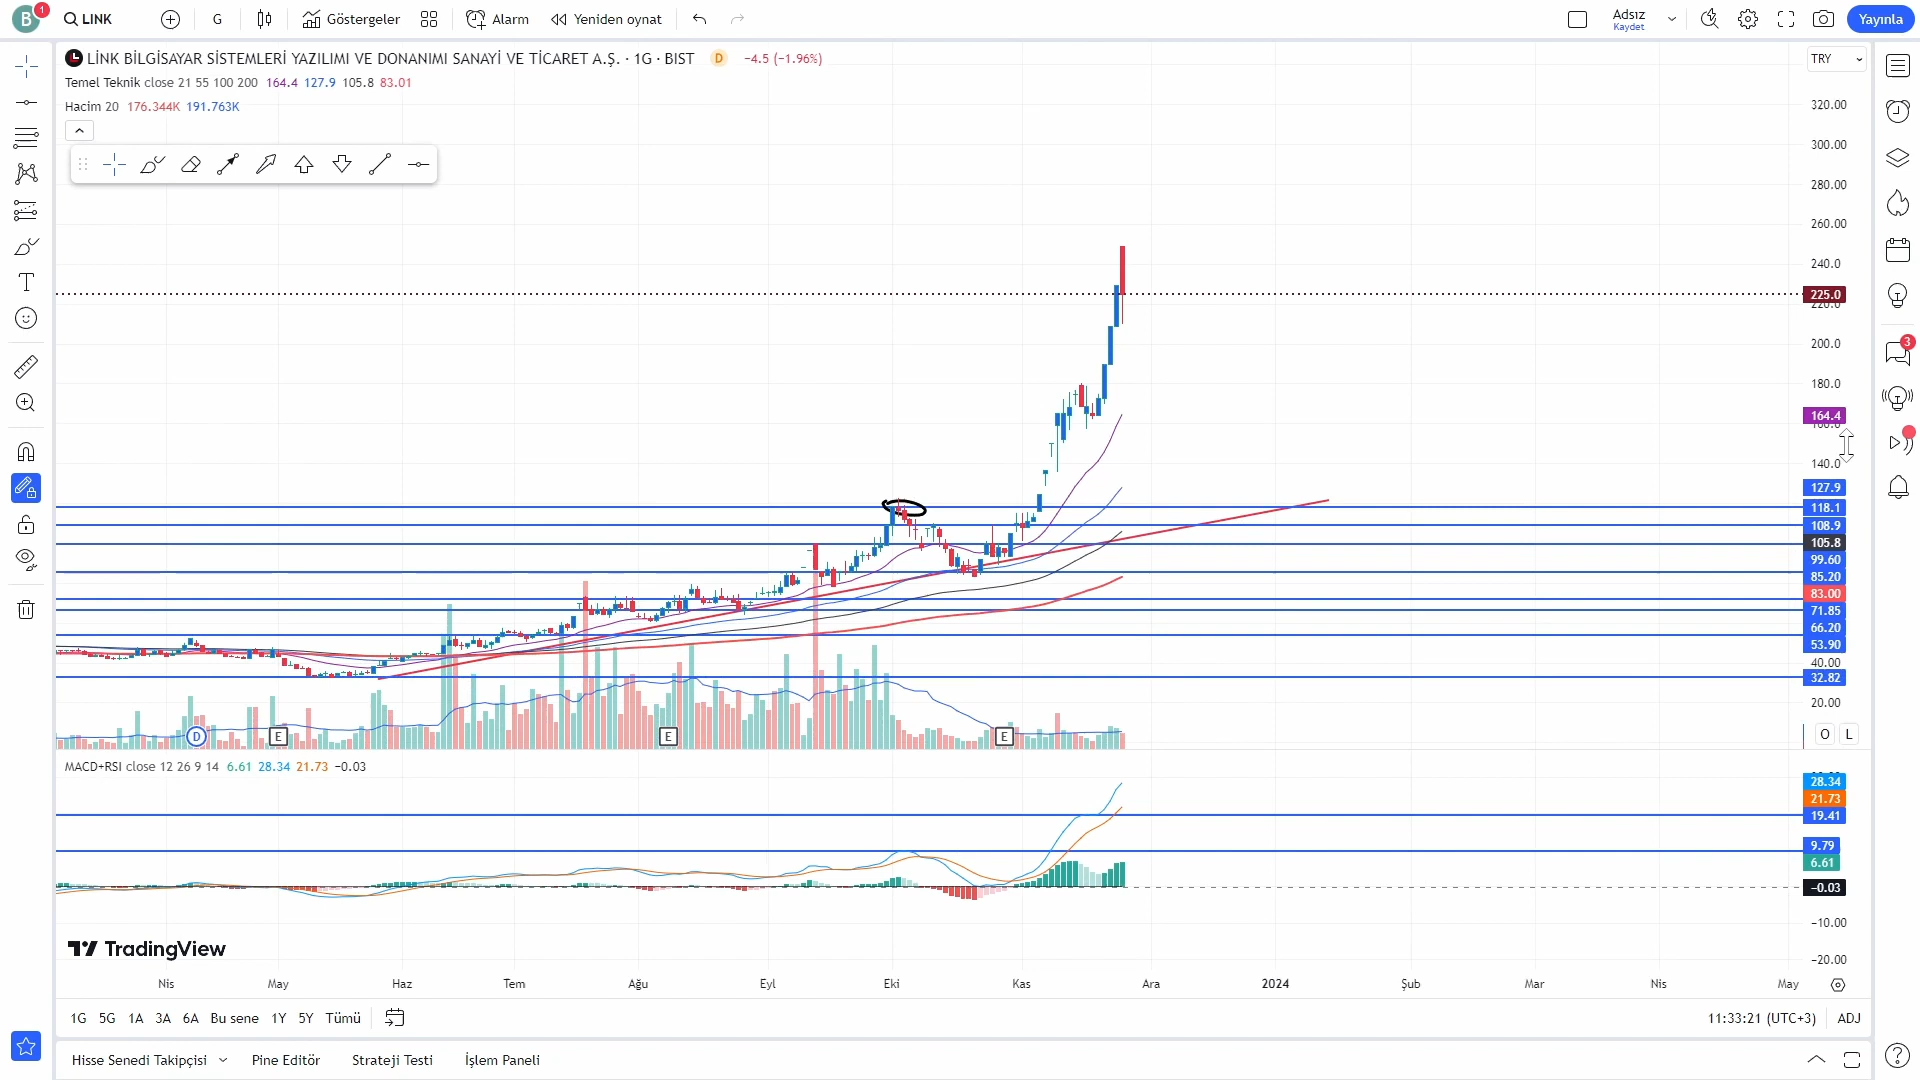 B 1 LINK G Göstergeler Alarm Yeniden oynat Adsız Kaydet Yayınla
LİNK BİLGİSAYAR SİSTEMLERİ YAZILIMI VE DONANIMI SANAYİ VE TİCARET A.Ş. · 1G · BIST D −4.5 (−1.96%)
TRY
Temel Teknik close 21 55 100 200 164.4 127.9 105.8 83.01
Hacim 20 176.344K 191.763K
320.00
300.00
280.00
260.00
240.0
225.0
220.0
200.0
180.0
164.4
160.0
140.0
127.9
118.1
108.9
105.8
99.60
85.20
83.00
71.85
66.20
53.90
40.00
32.82
20.00
D E E E
O L
3
MACD+RSI close 12 26 9 14 6.61 28.34 21.73 −0.03
28.34
21.73
19.41
9.79
6.61
−0.03
−10.00
−20.00
TradingView
Nis May Haz Tem Ağu Eyl Eki Kas Ara 2024 Şub Mar Nis May
1G 5G 1A 3A 6A Bu sene 1Y 5Y Tümü 11:33:21 (UTC+3) ADJ
Hisse Senedi Takipçisi Pine Editör Strateji Testi İşlem Paneli